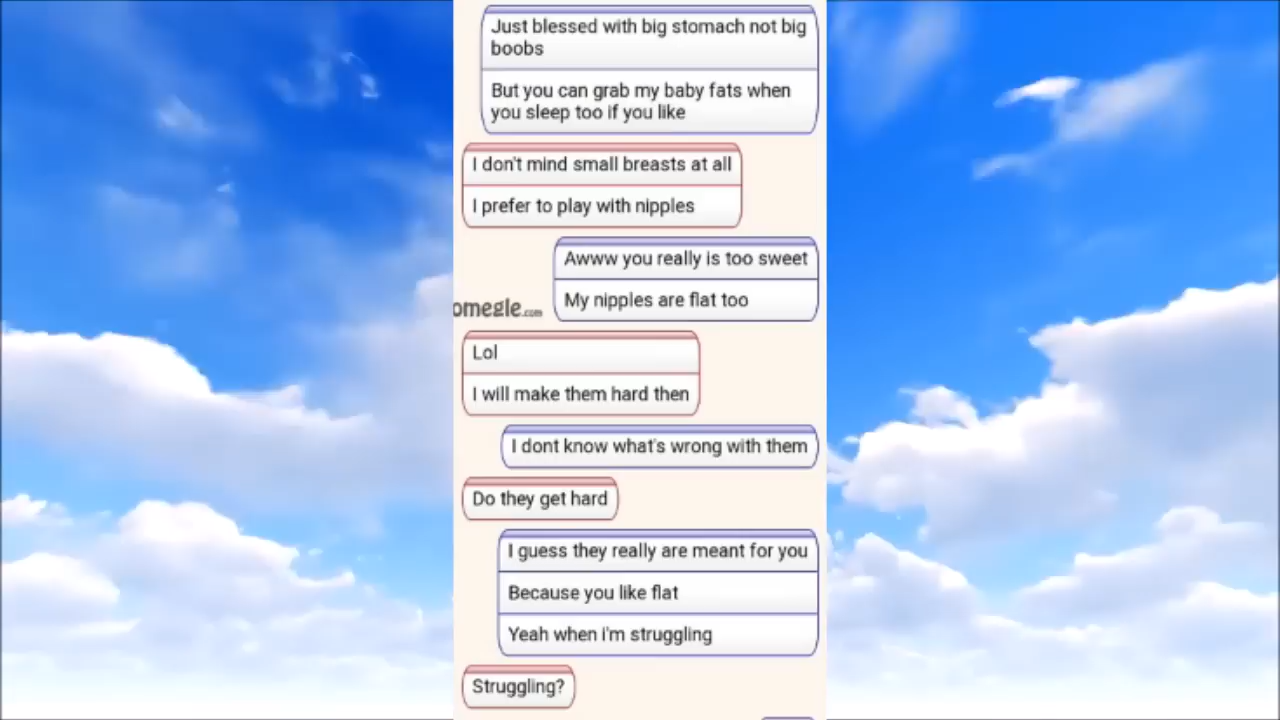 Just blessed with big stomach not big
boobs
But you can grab my baby fats when
you sleep too if you like
I don't mind small breasts at all
I prefer to play with nipples
Awww you really is too sweet
My nipples are flat too
omegle.com
Lol
I will make them hard then
I dont know what's wrong with them
Do they get hard
I guess they really are meant for you
Because you like flat
Yeah when i'm struggling
Struggling?